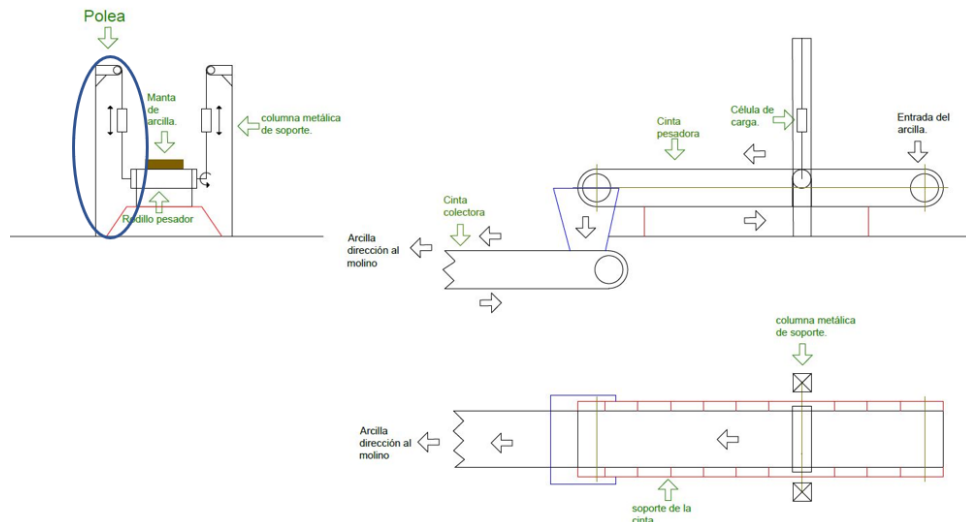 Polea
Manta
de
arcilla.
columna metálica
de soporte.
Rodillo pesador
Cinta
pesadora
Célula de
carga.
Entrada del
arcilla.
Cinta
colectora
Arcilla
dirección al
molino
columna metálica
de soporte.
Arcilla
dirección al
molino
soporte de la
cinta